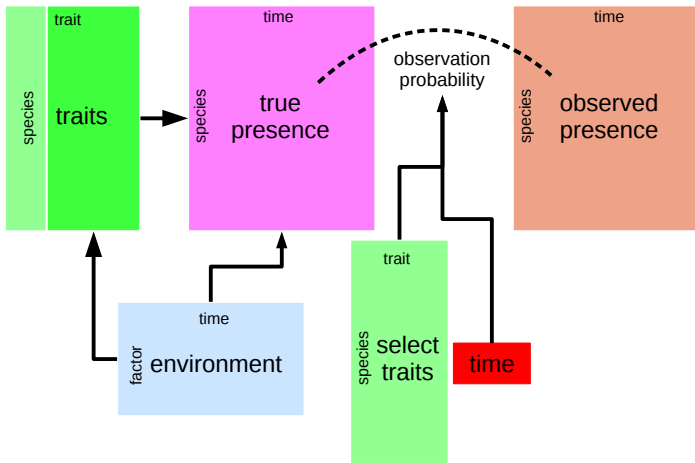 trait
species
traits
time
species
true
presence
observation
probability
time
species
observed
presence
time
factor
environment
trait
species
select
traits
time